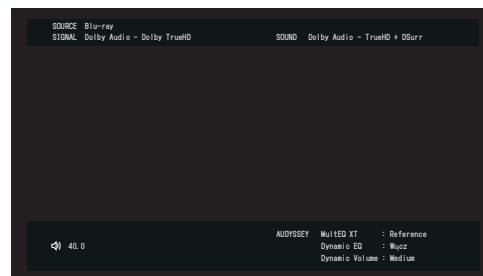 SOURCE Blu-ray
SIGNAL Dolby Audio - Dolby TrueHD SOUND Dolby Audio - TrueHD + DSurr
AUDYSSEY MultEQ XT : Reference
40.0 Dynamic EQ : Włącz
Dynamic Volume : Medium